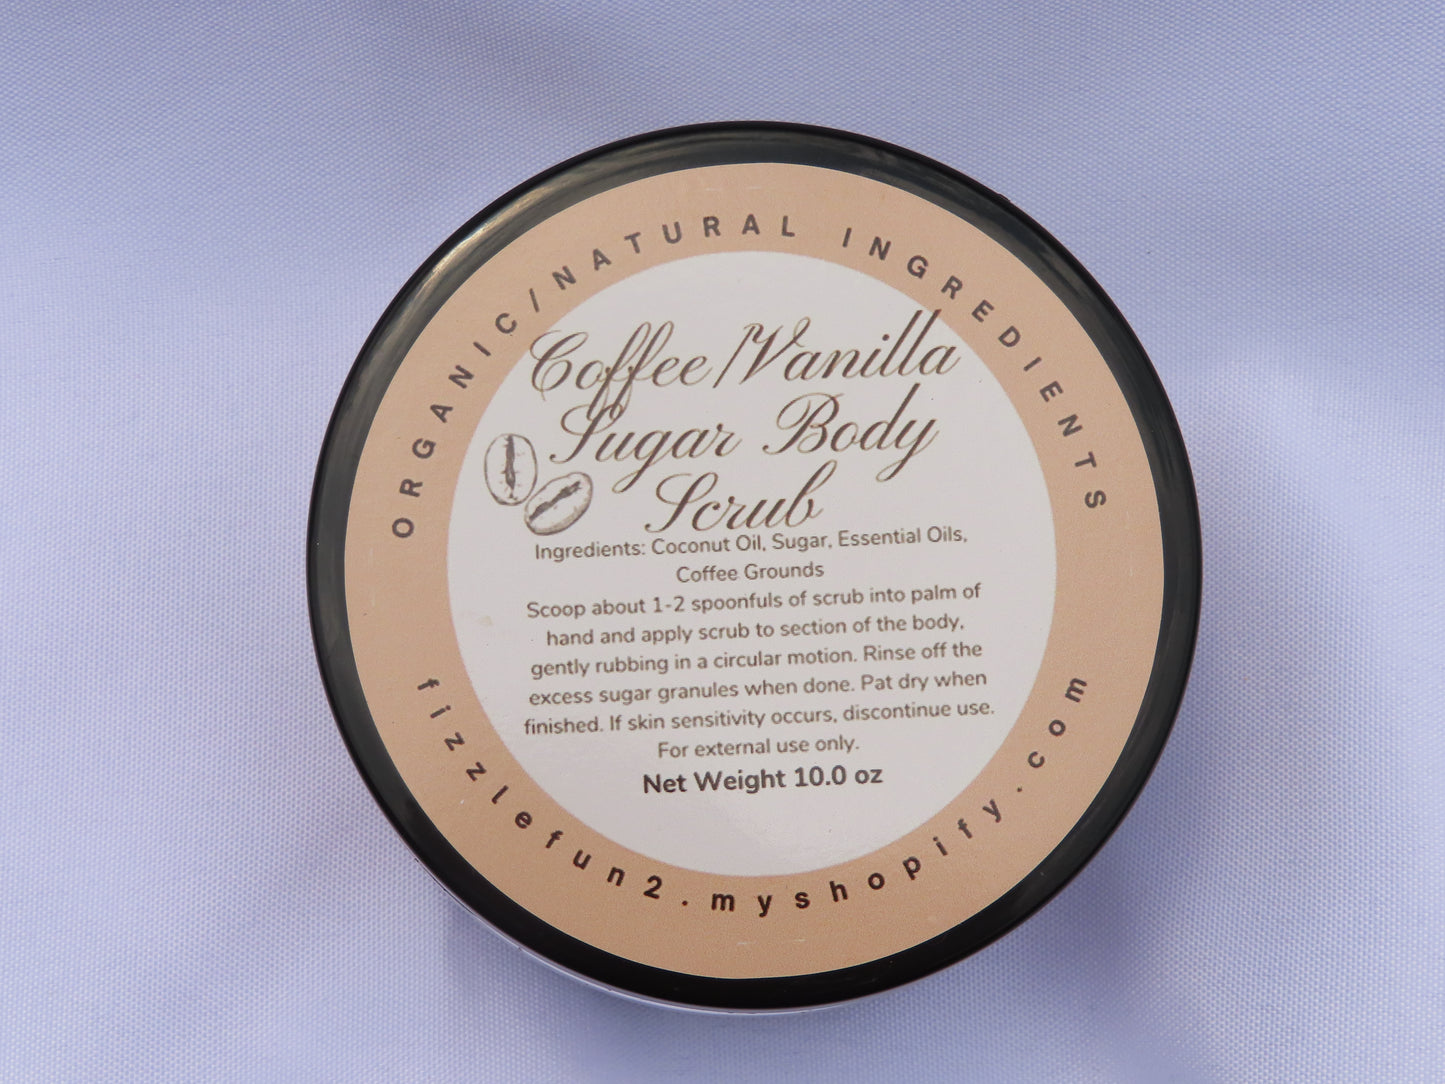 ORGANIC/NATURAL INGREDIENTS
Coffee/Vanilla
Sugar Body
Scrub
Ingredients: Coconut Oil, Sugar, Essential Oils,
Coffee Grounds
Scoop about 1-2 spoonfuls of scrub into palm of
hand and apply scrub to section of the body,
gently rubbing in a circular motion. Rinse off the
excess sugar granules when done. Pat dry when
finished. If skin sensitivity occurs, discontinue use.
For external use only.
Net Weight 10.0 oz
fizzlefun2.myshopify.com